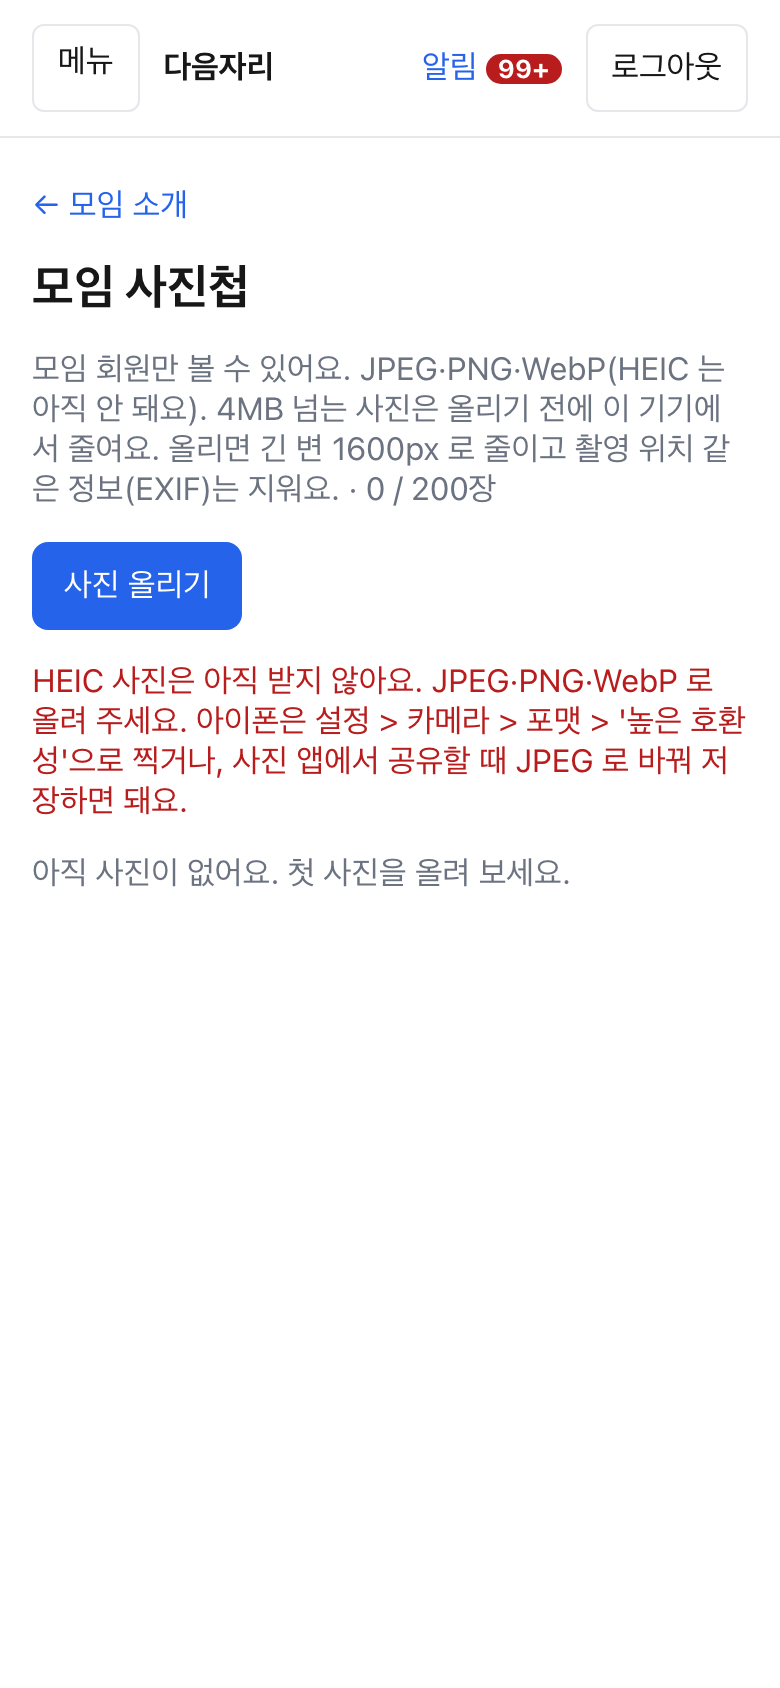 메뉴
다음자리
알림 99+
로그아웃
← 모임 소개
모임 사진첩
모임 회원만 볼 수 있어요. JPEG·PNG·WebP(HEIC 는
아직 안 돼요). 4MB 넘는 사진은 올리기 전에 이 기기에
서 줄여요. 올리면 긴 변 1600px 로 줄이고 촬영 위치 같
은 정보(EXIF)는 지워요. · 0 / 200장
사진 올리기
HEIC 사진은 아직 받지 않아요. JPEG·PNG·WebP 로
올려 주세요. 아이폰은 설정 > 카메라 > 포맷 > '높은 호환
성'으로 찍거나, 사진 앱에서 공유할 때 JPEG 로 바꿔 저
장하면 돼요.
아직 사진이 없어요. 첫 사진을 올려 보세요.